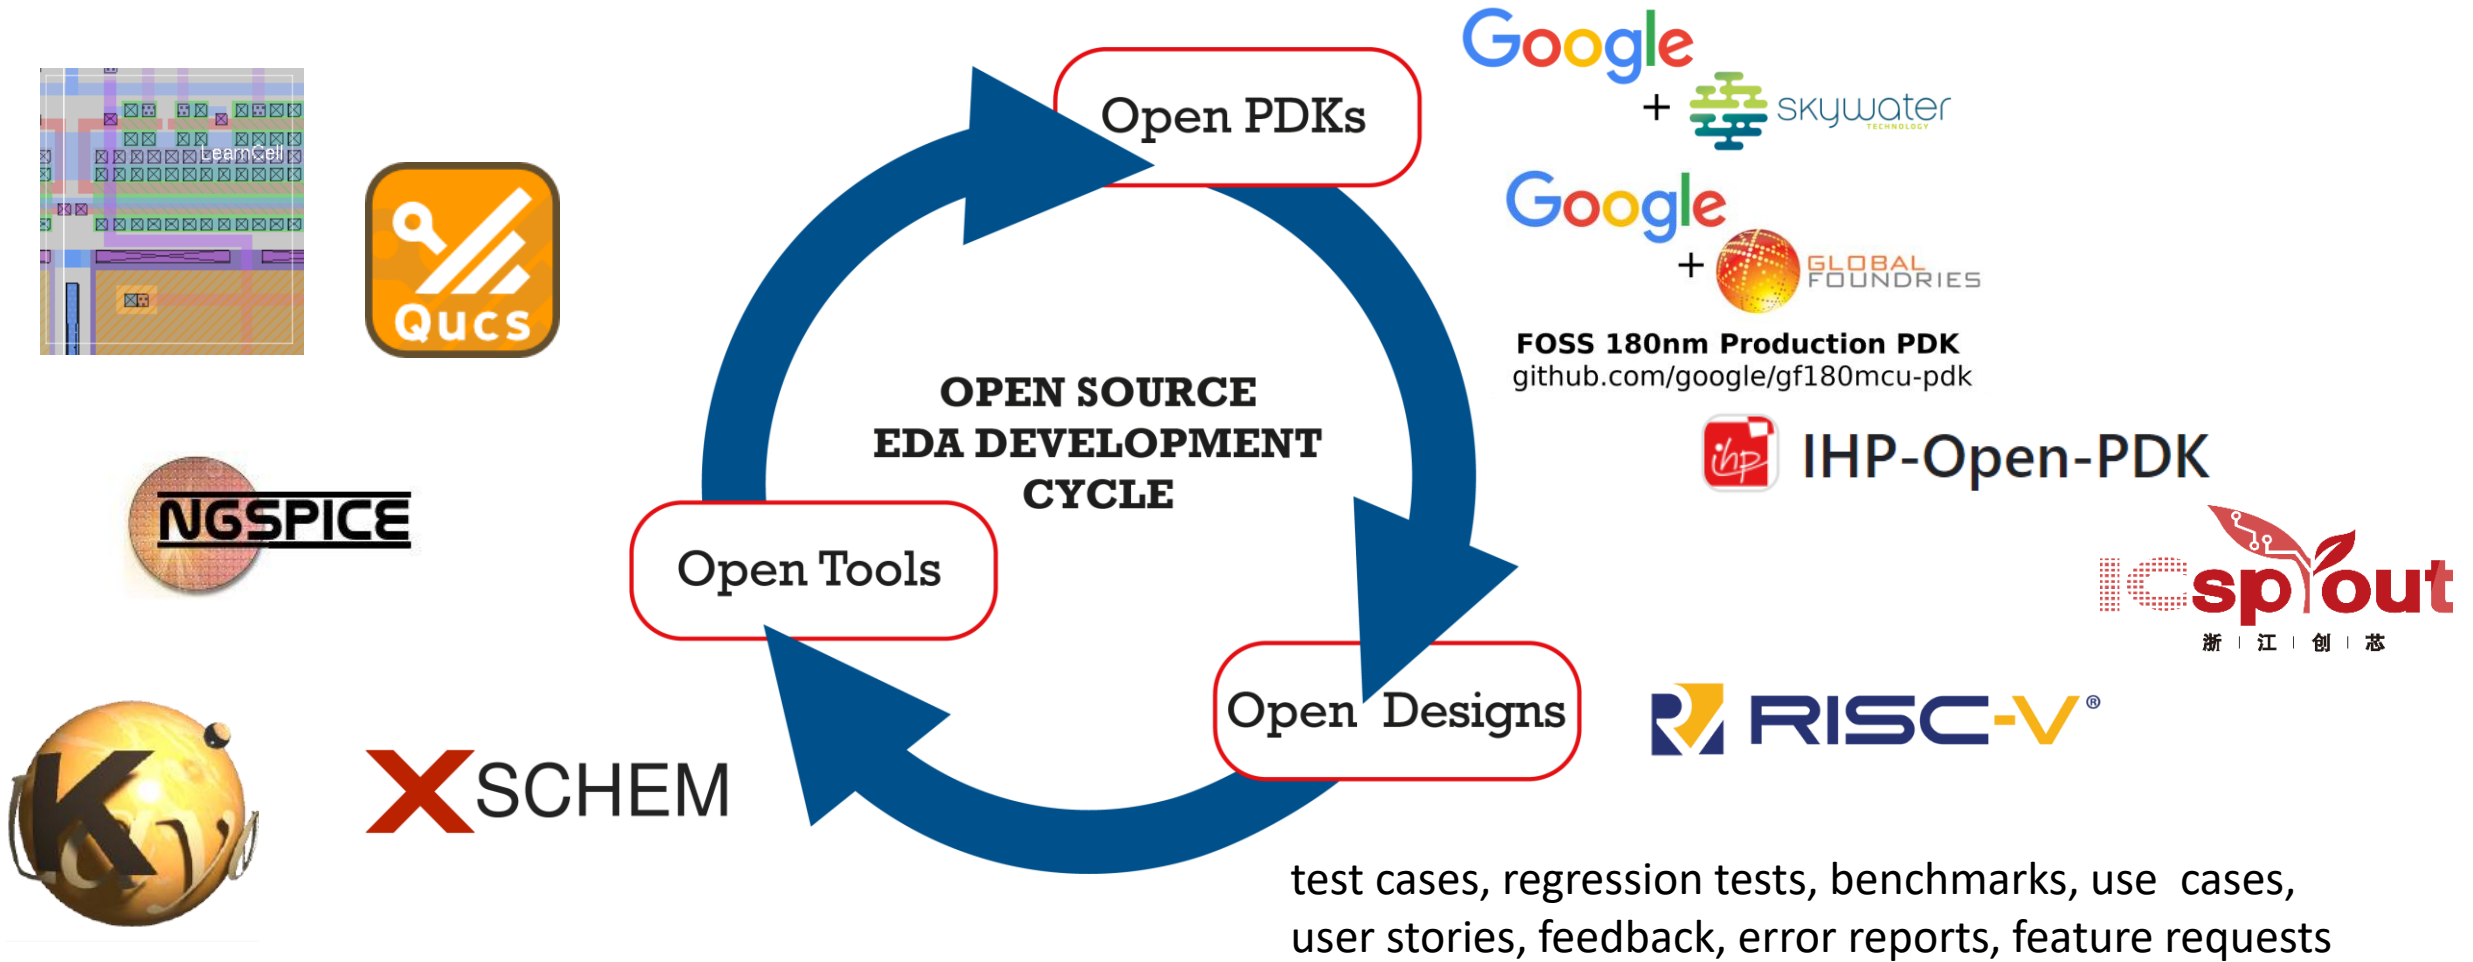 LearnCell
Qucs
NGSPICE
KLayout
XSCHEM
Open PDKs
OPEN SOURCE
EDA DEVELOPMENT
CYCLE
Open Tools
Open Designs
Google
+ SKYWATER
TECHNOLOGY
Google
+ GLOBAL
FOUNDRIES
FOSS 180nm Production PDK
github.com/google/gf180mcu-pdk
ihp IHP-Open-PDK
ICsprout
浙 | 江 | 创 | 芯
RISC-V®
test cases, regression tests, benchmarks, use cases,
user stories, feedback, error reports, feature requests